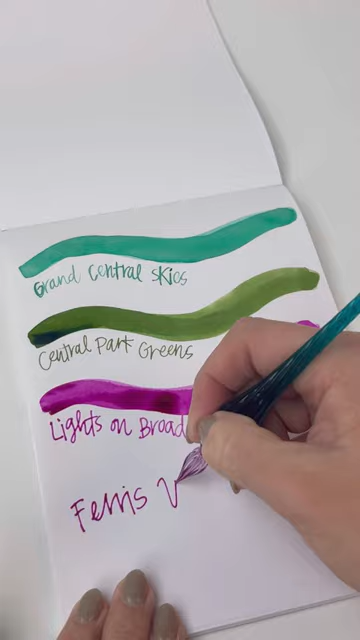 Grand Central Skies
Central Park Greens
Lights on Broad
Ferris